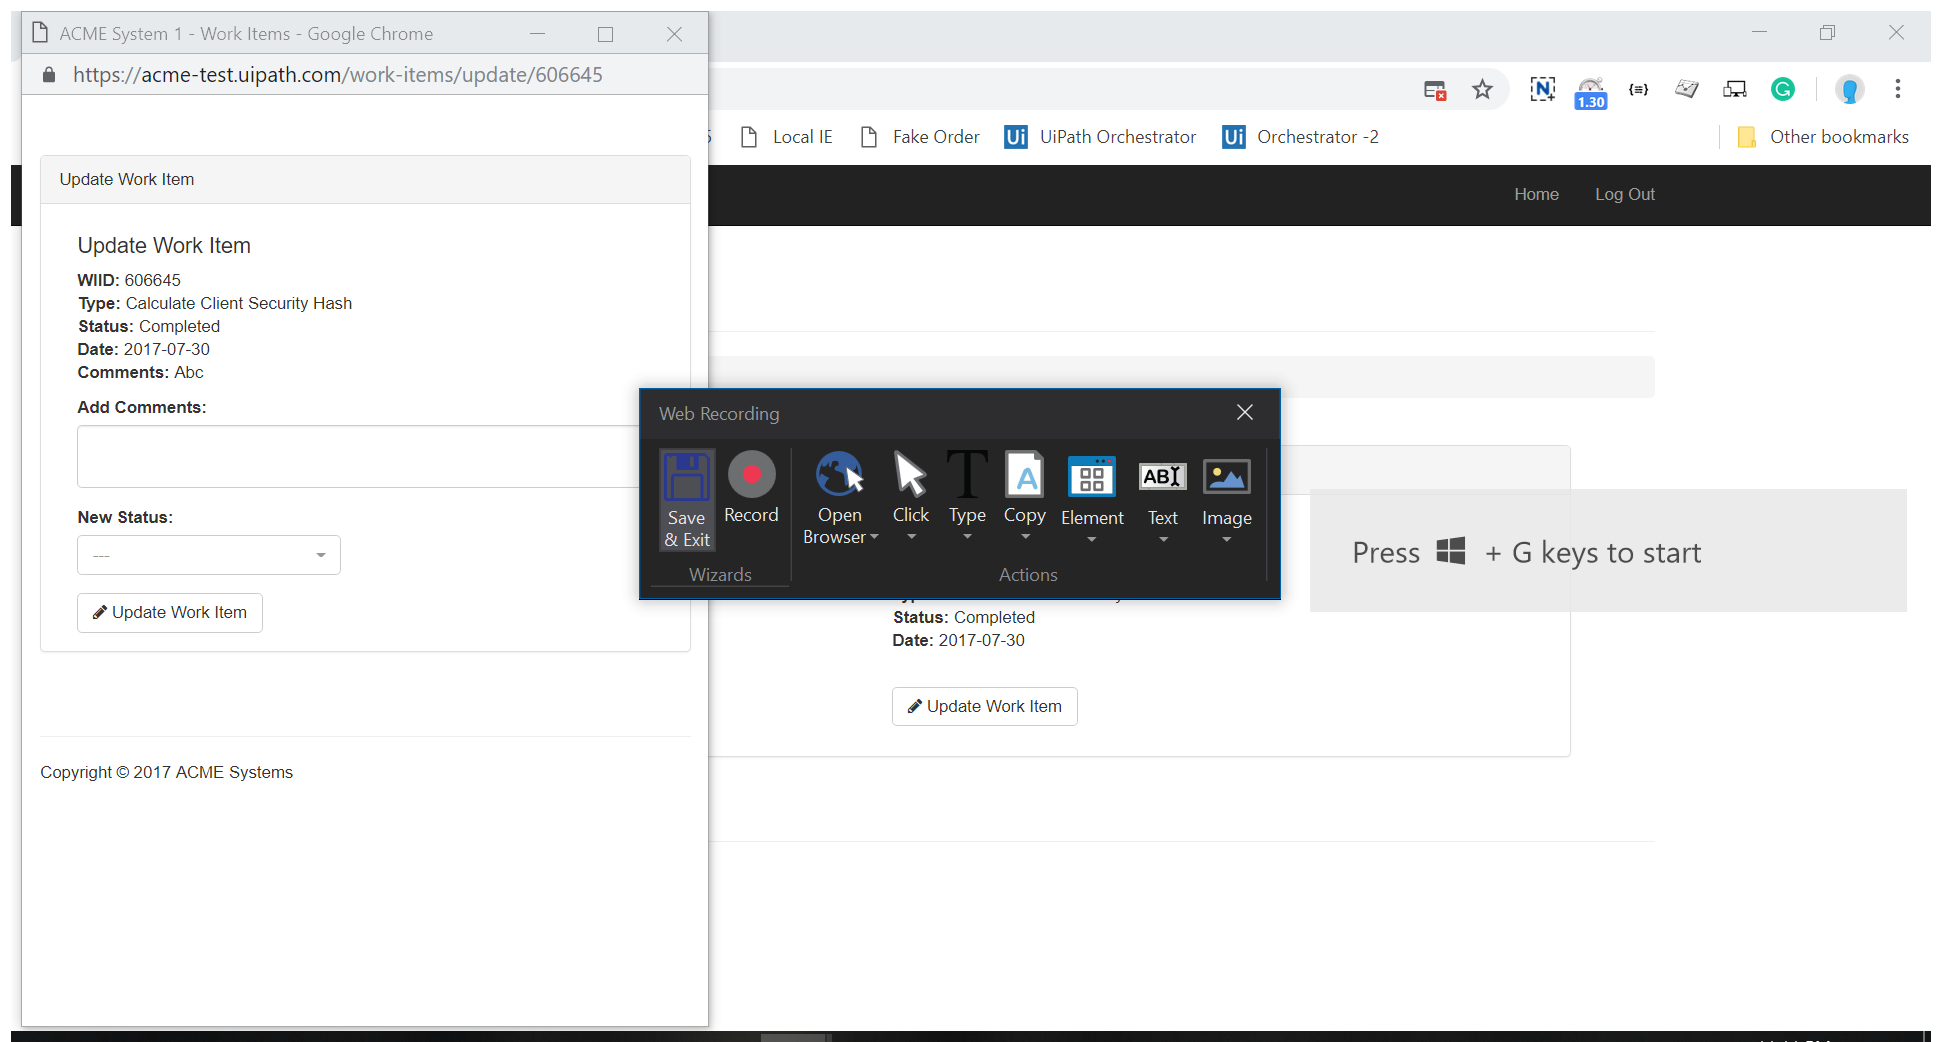 ACME System 1 - Work Items - Google Chrome
https://acme-test.uipath.com/work-items/update/606645
Update Work Item
Update Work Item
WIID: 606645
Type: Calculate Client Security Hash
Status: Completed
Date: 2017-07-30
Comments: Abc
Add Comments:
New Status:
---
Update Work Item
Copyright © 2017 ACME Systems
1.30
Local IE
Fake Order
Ui UiPath Orchestrator
Ui Orchestrator -2
Other bookmarks
Home
Log Out
Web Recording
Save & Exit
Record
Open Browser
Click
Type
Copy
Element
Text
Image
Wizards
Actions
Press + G keys to start
Status: Completed
Date: 2017-07-30
Update Work Item